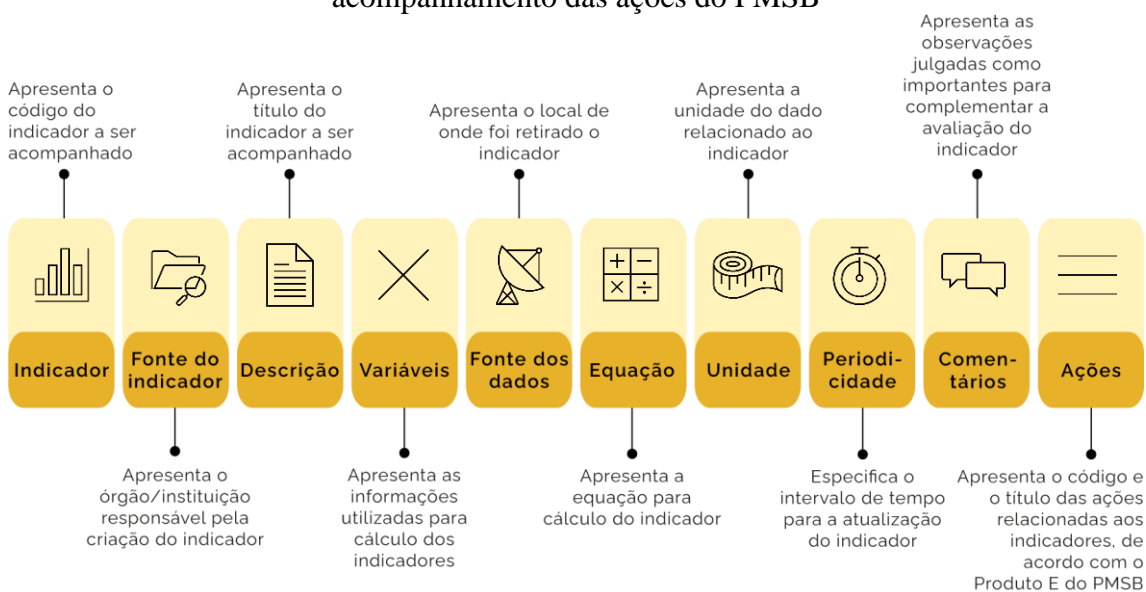 acompanhamento das ações do PMSB
Apresenta o
código do
indicador a ser
acompanhado
Apresenta o
título do
indicador a ser
acompanhado
Apresenta o local de
onde foi retirado o
indicador
Apresenta a
unidade do dado
relacionado ao
indicador
Apresenta as
observações
julgadas como
importantes para
complementar a
avaliação do
indicador
Indicador
Fonte do
indicador
Descrição
Variáveis
Fonte dos
dados
Equação
Unidade
Periodi-
cidade
Comen-
tários
Ações
Apresenta o
órgão/instituição
responsável pela
criação do indicador
Apresenta as
informações
utilizadas para
cálculo dos
indicadores
Apresenta a
equação para
cálculo do indicador
Especifica o
intervalo de tempo
para a atualização
do indicador
Apresenta o código e
o título das ações
relacionadas aos
indicadores, de
acordo com o
Produto E do PMSB